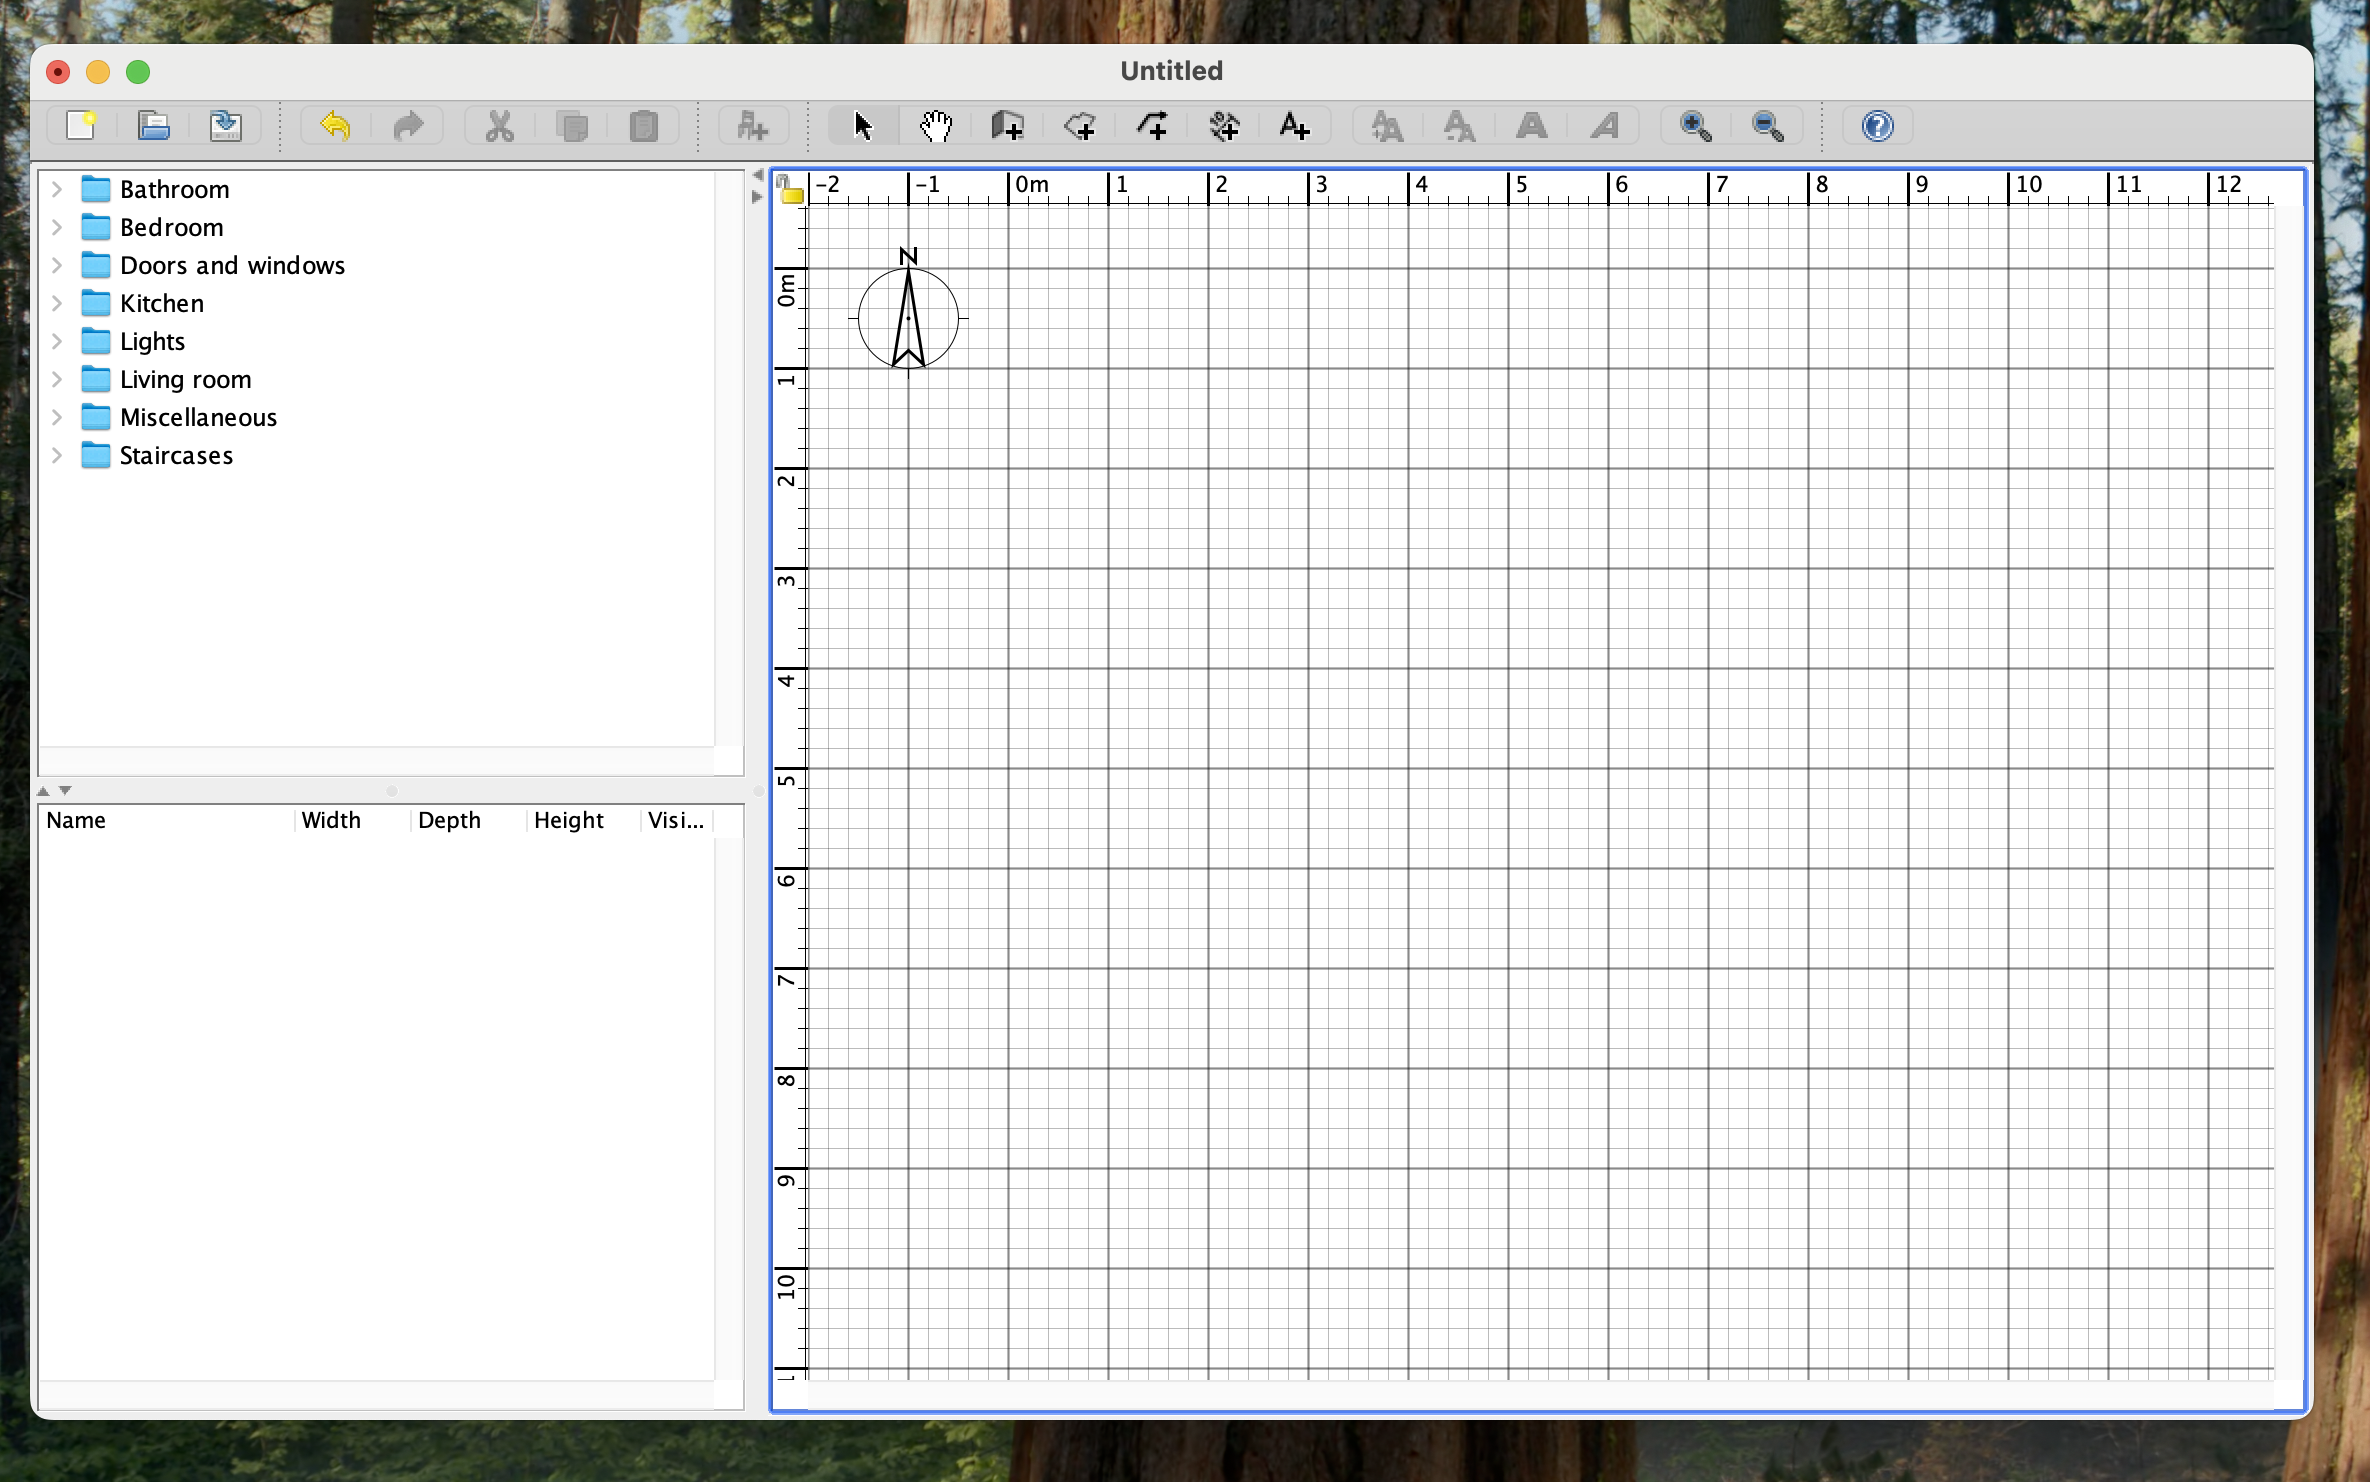 Untitled
Bathroom
Bedroom
Doors and windows
Kitchen
Lights
Living room
Miscellaneous
Staircases
Name Width Depth Height Visi...
-2 -1 0m 1 2 3 4 5 6 7 8 9 10 11 12
N
0m
1
2
3
4
5
6
7
8
9
10